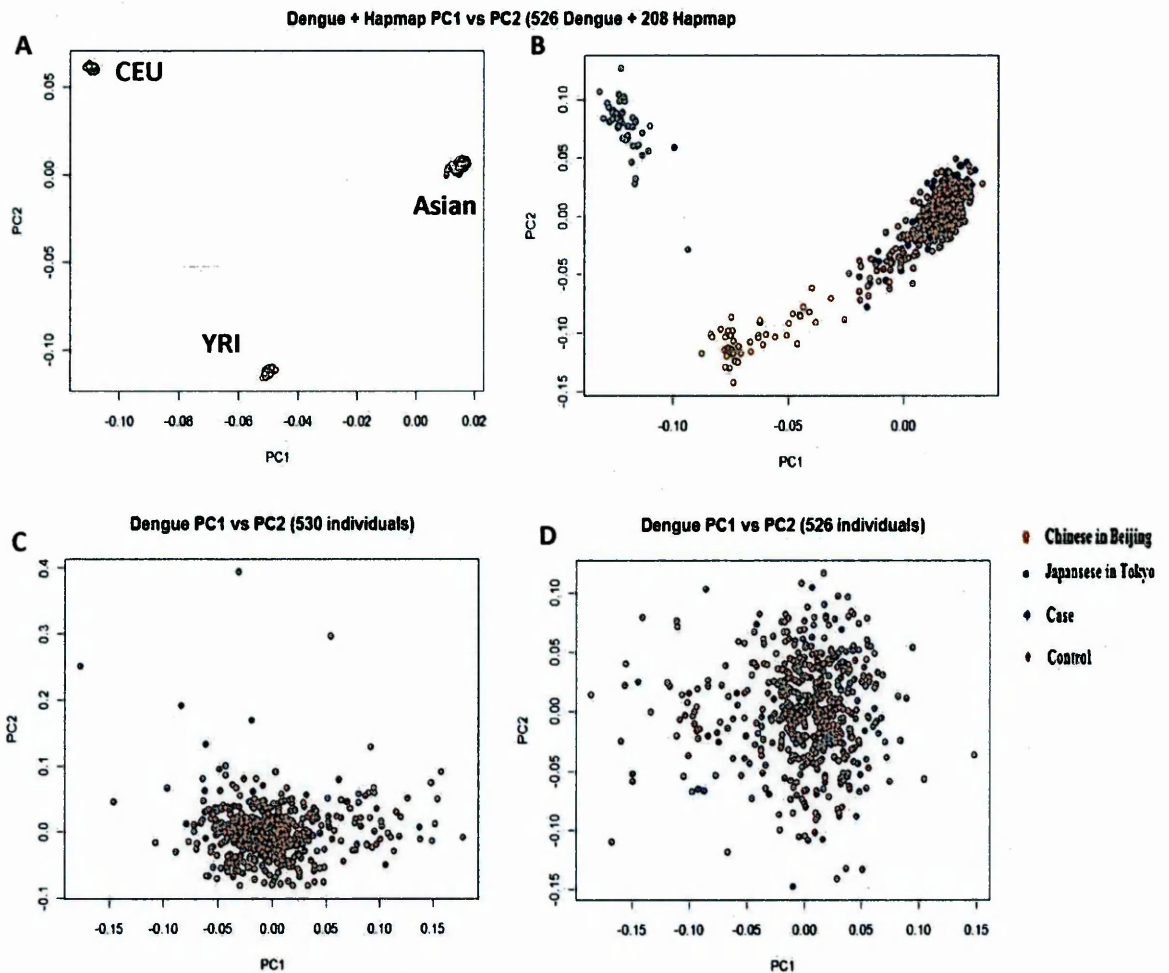 Dengue + Hapmap PC1 vs PC2 (526 Dengue + 208 Hapmap
A
B
CEU
Asian
YRI
PC2
0.05
0.00
-0.05
-0.10
-0.10
-0.08
-0.06
-0.04
-0.02
0.00
0.02
PC1
PC2
0.10
0.05
0.00
-0.05
-0.10
-0.15
-0.10
-0.05
0.00
PC1
C
Dengue PC1 vs PC2 (530 individuals)
PC2
0.4
0.3
0.2
0.1
0.0
-0.1
-0.15
-0.10
-0.05
0.00
0.05
0.10
0.15
PC1
D
Dengue PC1 vs PC2 (526 individuals)
PC2
0.10
0.05
0.00
-0.05
-0.10
-0.15
-0.15
-0.10
-0.05
0.00
0.05
0.10
0.15
PC1
Chinese in Beijing
Japansese in Tokyo
Case
Control